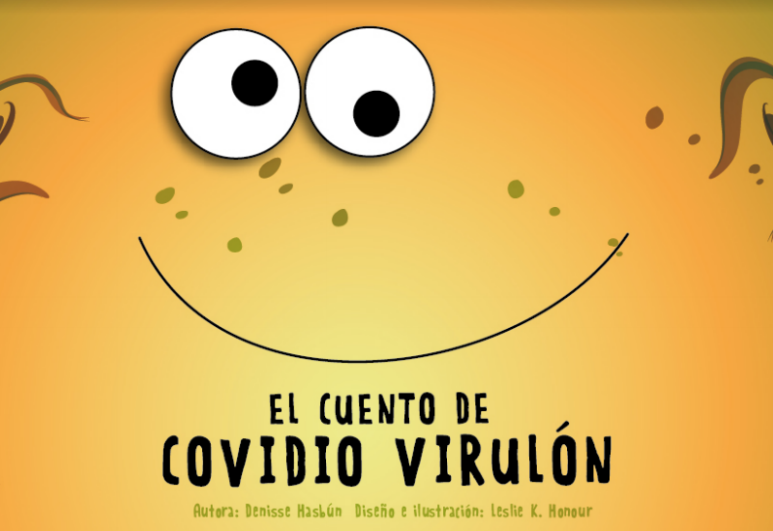 EL CUENTO DE
COVIDIO VIRULÓN
Autora: Denisse Hasbún Diseño e ilustración: Leslie K. Honour